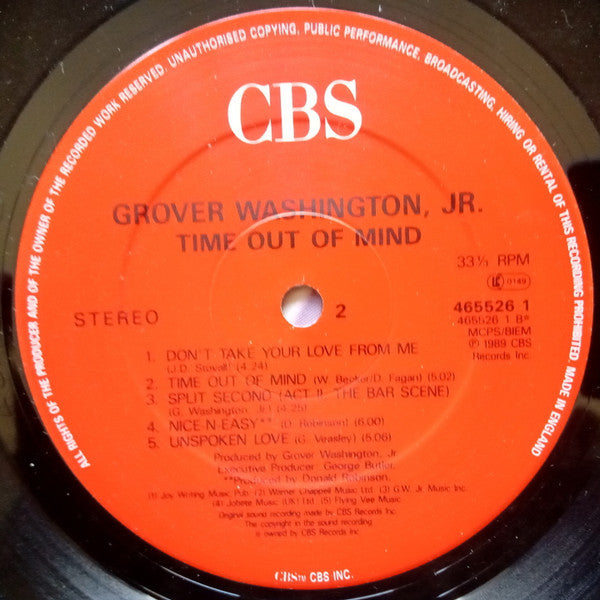 ALL RIGHTS OF THE PRODUCER AND OF THE OWNER OF THE RECORDED WORK RESERVED. UNAUTHORISED COPYING, PUBLIC PERFORMANCE, BROADCASTING, HIRING OR RENTAL OF THIS RECORDING PROHIBITED. MADE IN ENGLAND
CBS
GROVER WASHINGTON, JR.
TIME OUT OF MIND
33⅓ RPM
LC 0149
STEREO
2
465526 1
465526 1 B*
MCPS/BIEM
℗ 1989 CBS
Records Inc.
1. DON'T TAKE YOUR LOVE FROM ME
(J.D. Stovall) (4.24)
2. TIME OUT OF MIND (W. Becker/D. Fagan) (5.02)
3. SPLIT SECOND (ACT II, THE BAR SCENE)
(G. Washington, Jr.) (4.25)
4. NICE-N-EASY** (D. Robinson) (6.00)
5. UNSPOKEN LOVE (G. Veasley) (5.06)
Produced by Grover Washington, Jr.
Executive Producer: George Butler.
**Produced by Donald Robinson.
(1) Joy Writing Music Pub. (2) Warner Chappell Music Ltd. (3) G.W. Jr. Music Inc.
(4) Jobete Music (UK) Ltd. (5) Flying Vee Music
Original sound recording made by CBS Records Inc.
The copyright in the sound recording
is owned by CBS Records Inc
CBS™ CBS INC.